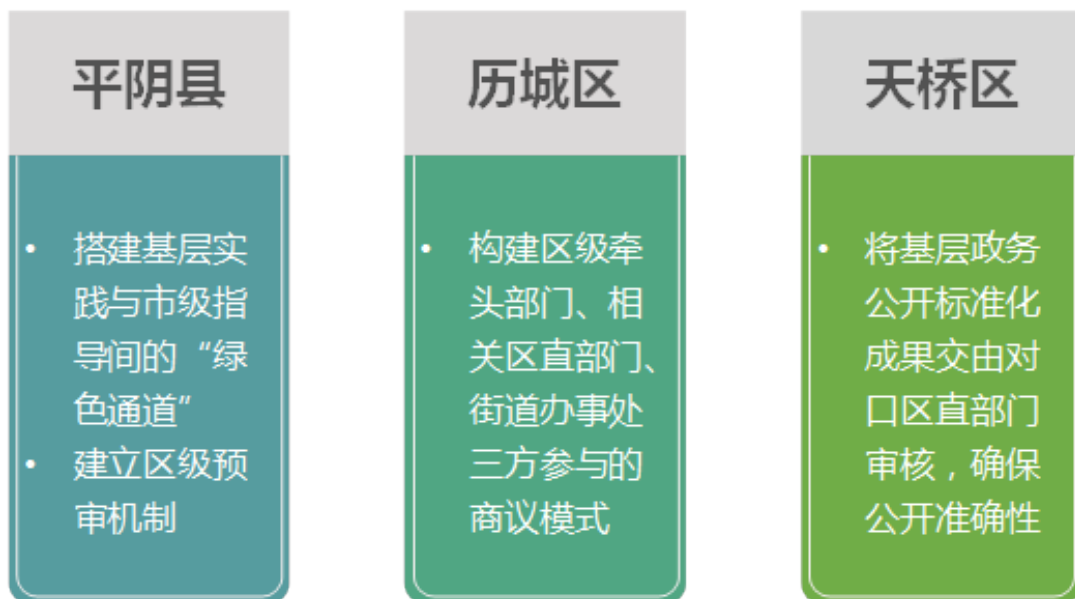 平阴县
• 搭建基层实
践与市级指
导间的“绿
色通道”
• 建立区级预
审机制
历城区
• 构建区级牵
头部门、相
关区直部门、
街道办事处
三方参与的
商议模式
天桥区
• 将基层政务
公开标准化
成果交由对
口区直部门
审核，确保
公开准确性